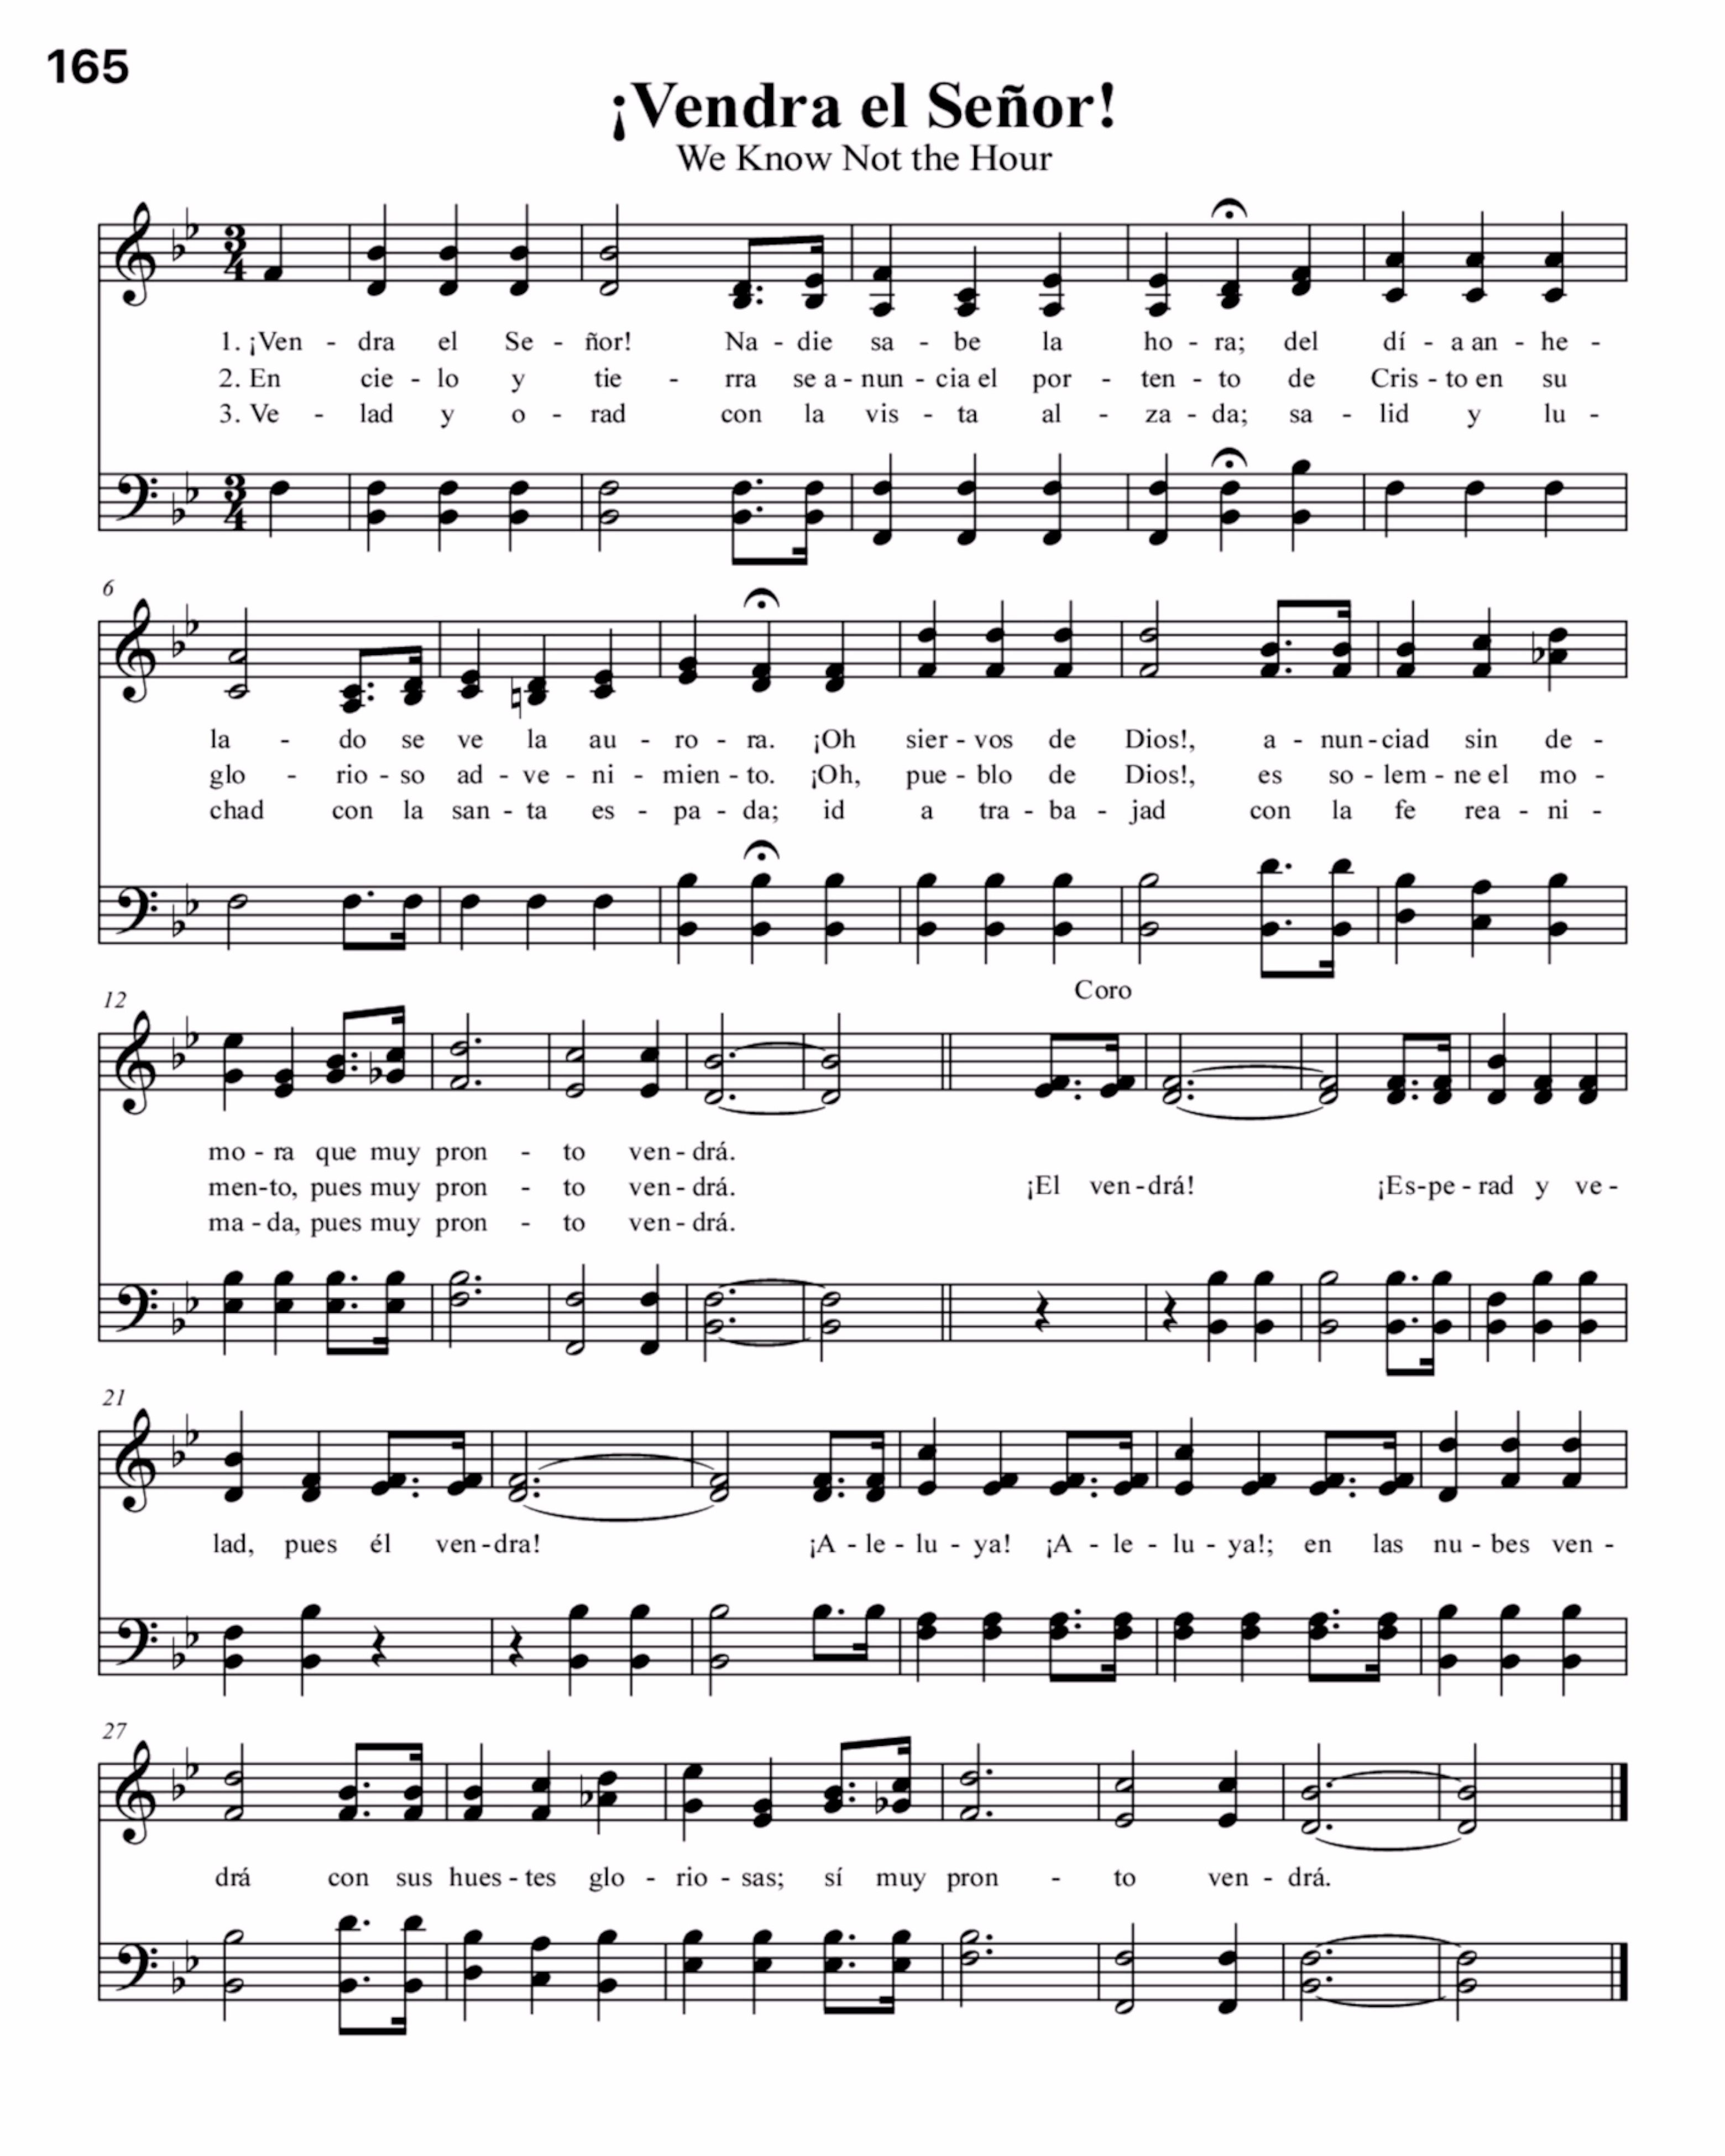 165
¡Vendra el Señor!
We Know Not the Hour
3 4
1. ¡Ven - dra el Se - ñor! Na - die sa - be la ho - ra; del dí - a an - he -
2. En cie - lo y tie - rra se a - nun - cia el por - ten - to de Cris - to en su
3. Ve - lad y o - rad con la vis - ta al - za - da; sa - lid y lu -
3 4
6
la - do se ve la au - ro - ra. ¡Oh sier - vos de Dios!, a - nun - ciad sin de -
glo - rio - so ad - ve - ni - mien - to. ¡Oh, pue - blo de Dios!, es so - lem - ne el mo -
chad con la san - ta es - pa - da; id a tra - ba - jad con la fe rea - ni -
Coro
12
mo - ra que muy pron - to ven - drá.
men-to, pues muy pron - to ven - drá. ¡El ven - drá! ¡Es-pe - rad y ve -
ma - da, pues muy pron - to ven - drá.
21
lad, pues él ven - dra! ¡A - le - lu - ya! ¡A - le - lu - ya!; en las nu - bes ven -
27
drá con sus hues - tes glo - rio - sas; sí muy pron - to ven - drá.